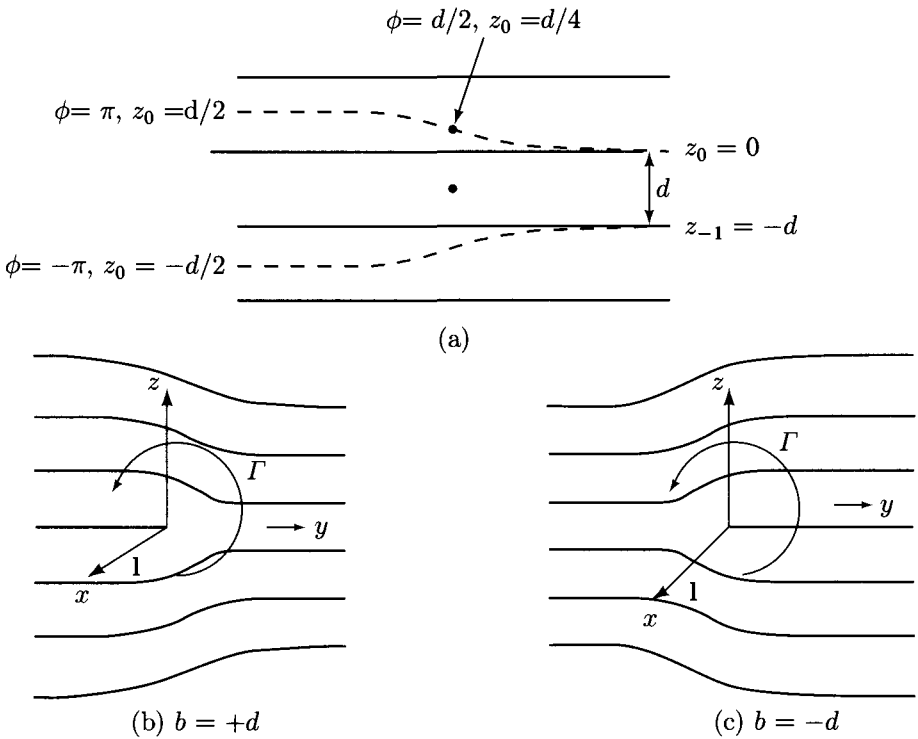 ϕ= d/2, z₀ =d/4
ϕ= π, z₀ =d/2
z₀ = 0
d
z₋₁ = −d
ϕ= −π, z₀ = −d/2
(a)
z
Γ
y
l
x
(b) b = +d
z
Γ
y
l
x
(c) b = −d